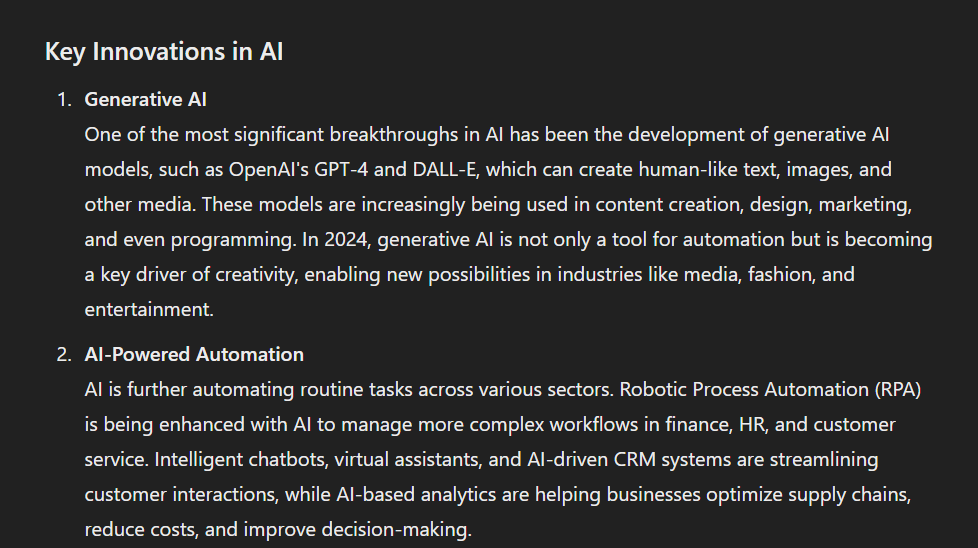 Key Innovations in AI
1. Generative AI
One of the most significant breakthroughs in AI has been the development of generative AI
models, such as OpenAI's GPT-4 and DALL-E, which can create human-like text, images, and
other media. These models are increasingly being used in content creation, design, marketing,
and even programming. In 2024, generative AI is not only a tool for automation but is becoming
a key driver of creativity, enabling new possibilities in industries like media, fashion, and
entertainment.
2. AI-Powered Automation
AI is further automating routine tasks across various sectors. Robotic Process Automation (RPA)
is being enhanced with AI to manage more complex workflows in finance, HR, and customer
service. Intelligent chatbots, virtual assistants, and AI-driven CRM systems are streamlining
customer interactions, while AI-based analytics are helping businesses optimize supply chains,
reduce costs, and improve decision-making.